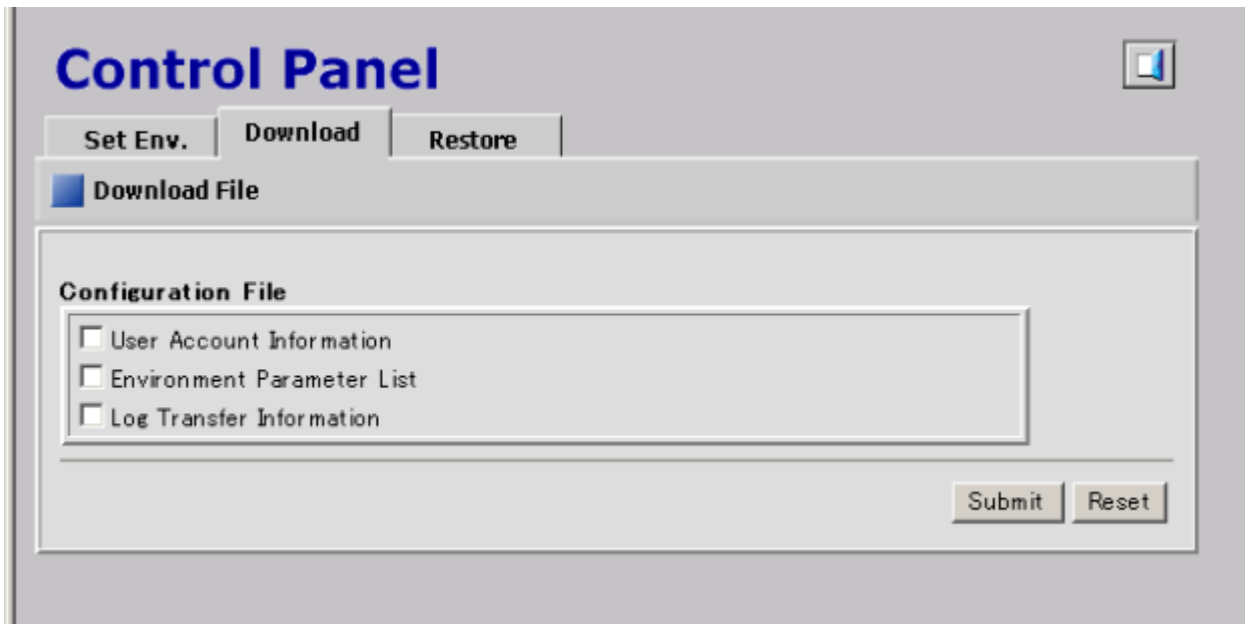 Control Panel
Set Env. Download Restore
Download File
Configuration File
User Account Information
Environment Parameter List
Log Transfer Information
Submit Reset